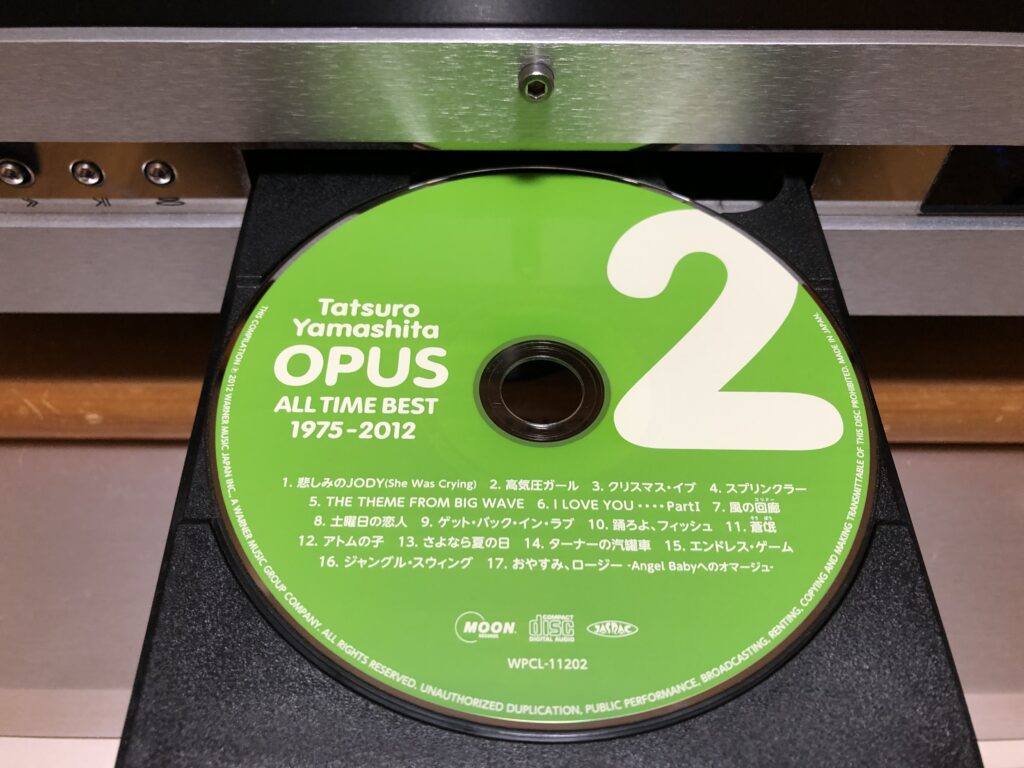 2
Tatsuro
Yamashita
OPUS
ALL TIME BEST
1975-2012
1. 悲しみのJODY(She Was Crying) 2. 高気圧ガール 3. クリスマス・イブ 4. スプリンクラー
5. THE THEME FROM BIG WAVE 6. I LOVE YOU ････PartI 7. 風の回廊
8. 土曜日の恋人 9. ゲット・バック・イン・ラブ 10. 踊ろよ、フィッシュ 11. 蒼氓
12. アトムの子 13. さよなら夏の日 14. ターナーの汽罐車 15. エンドレス・ゲーム
16. ジャングル・スウィング 17. おやすみ、ロージー -Angel Babyへのオマージュ-
MOON RECORDS
COMPACT disc DIGITAL AUDIO
JASRAC
WPCL-11202
THIS COMPILATION ℗ 2012 WARNER MUSIC JAPAN INC., A WARNER MUSIC GROUP COMPANY. ALL RIGHTS RESERVED. UNAUTHORIZED DUPLICATION, PUBLIC PERFORMANCE, BROADCASTING, RENTING, COPYING AND MAKING TRANSMITTABLE OF THIS DISC PROHIBITED. MADE IN JAPAN.